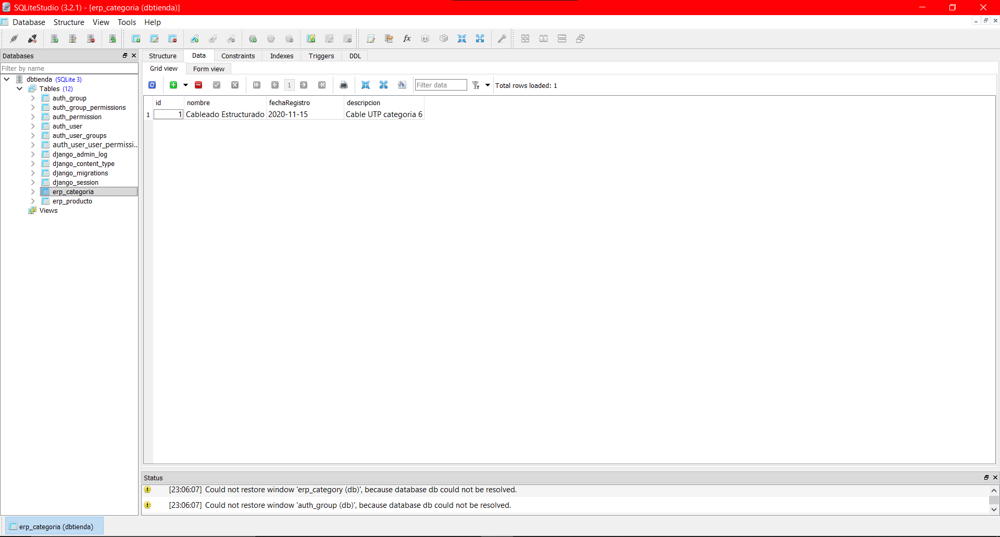 SQLiteStudio (3.2.1) - [erp_categoria (dbtienda)]
Database Structure View Tools Help
Databases
Filter by name
dbtienda (SQLite 3)
Tables (12)
auth_group
auth_group_permissions
auth_permission
auth_user
auth_user_groups
auth_user_user_permissi..
django_admin_log
django_content_type
django_migrations
django_session
erp_categoria
erp_producto
Views
Structure Data Constraints Indexes Triggers DDL
Grid view Form view
1 Filter data Total rows loaded: 1
id nombre fechaRegistro descripcion
1 1 Cableado Estructurado 2020-11-15 Cable UTP categoria 6
Status
[23:06:07] Could not restore window 'erp_category (db)', because database db could not be resolved.
[23:06:07] Could not restore window 'auth_group (db)', because database db could not be resolved.
erp_categoria (dbtienda)